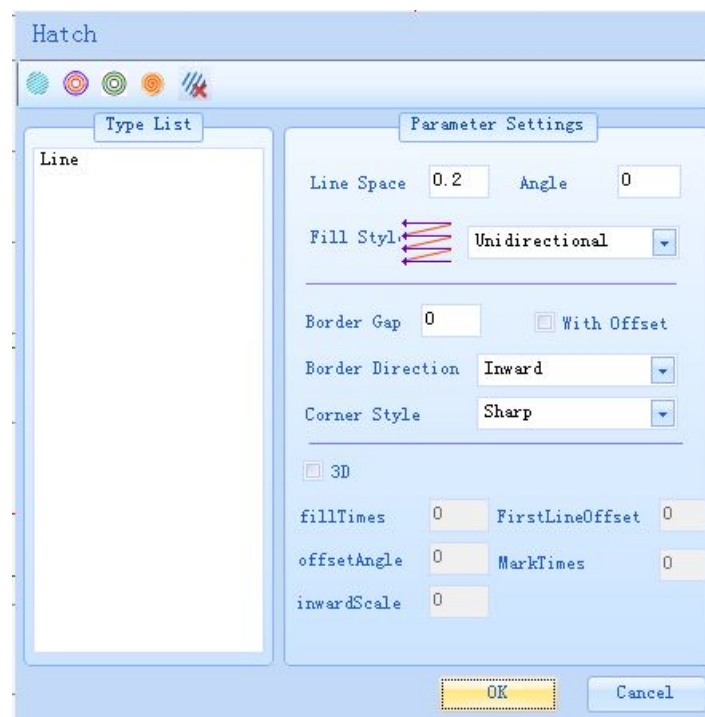 Hatch
Type List
Line
Parameter Settings
Line Space 0.2 Angle 0
Fill Styl Unidirectional
Border Gap 0 With Offset
Border Direction Inward
Corner Style Sharp
3D
fillTimes 0 FirstLineOffset 0
offsetAngle 0 MarkTimes 0
inwardScale 0
OK Cancel